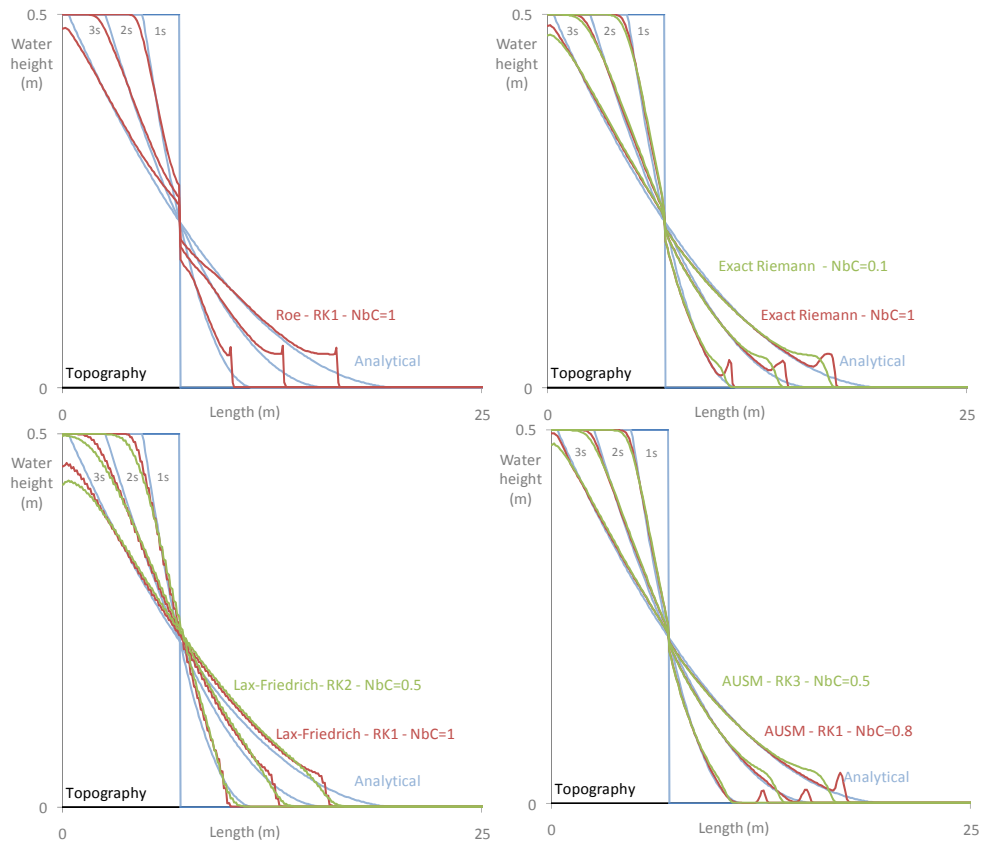 0.5
Water
height
(m)
3s
2s
1s
Roe - RK1 - NbC=1
Analytical
Topography
0
0
Length (m)
25
0.5
Water
height
(m)
3s
2s
1s
Exact Riemann - NbC=0.1
Exact Riemann - NbC=1
Analytical
Topography
0
0
Length (m)
25
0.5
Water
height
(m)
3s
2s
1s
Lax-Friedrich- RK2 - NbC=0.5
Lax-Friedrich - RK1 - NbC=1
Analytical
Topography
0
0
Length (m)
25
0.5
Water
height
(m)
3s
2s
1s
AUSM - RK3 - NbC=0.5
AUSM - RK1 - NbC=0.8
Analytical
Topography
0
0
Length (m)
25